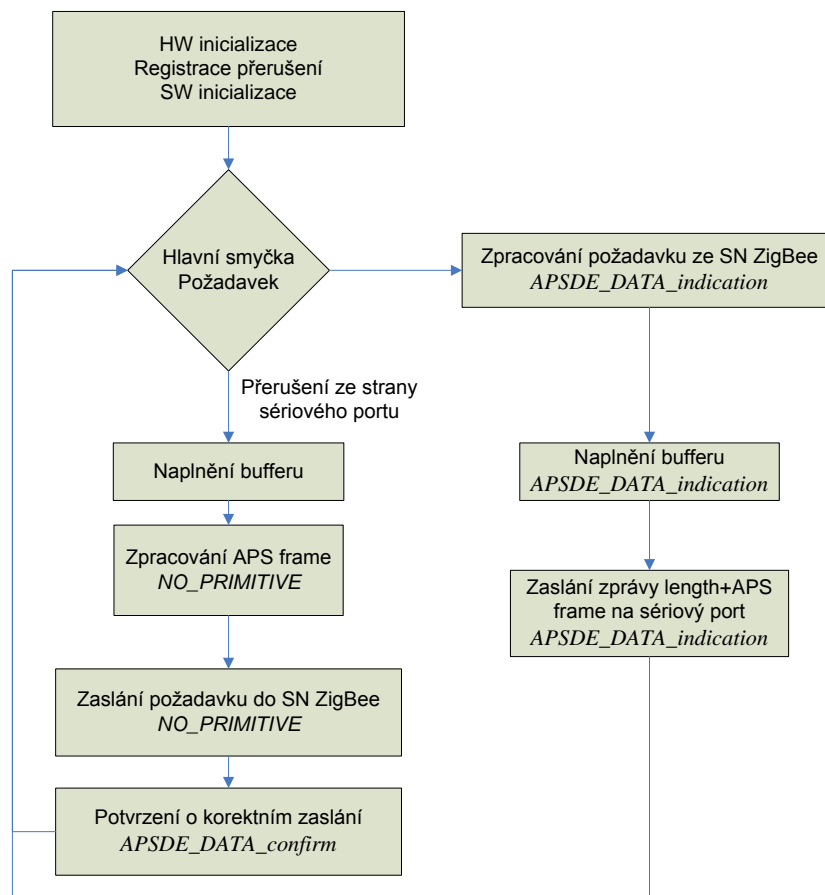 HW inicializace
Registrace přerušení
SW inicializace
Hlavní smyčka
Požadavek
Zpracování požadavku ze SN ZigBee
APSDE_DATA_indication
Přerušení ze strany
sériového portu
Naplnění bufferu
Zpracování APS frame
NO_PRIMITIVE
Zaslání požadavku do SN ZigBee
NO_PRIMITIVE
Potvrzení o korektním zaslání
APSDE_DATA_confirm
Naplnění bufferu
APSDE_DATA_indication
Zaslání zprávy length+APS
frame na sériový port
APSDE_DATA_indication